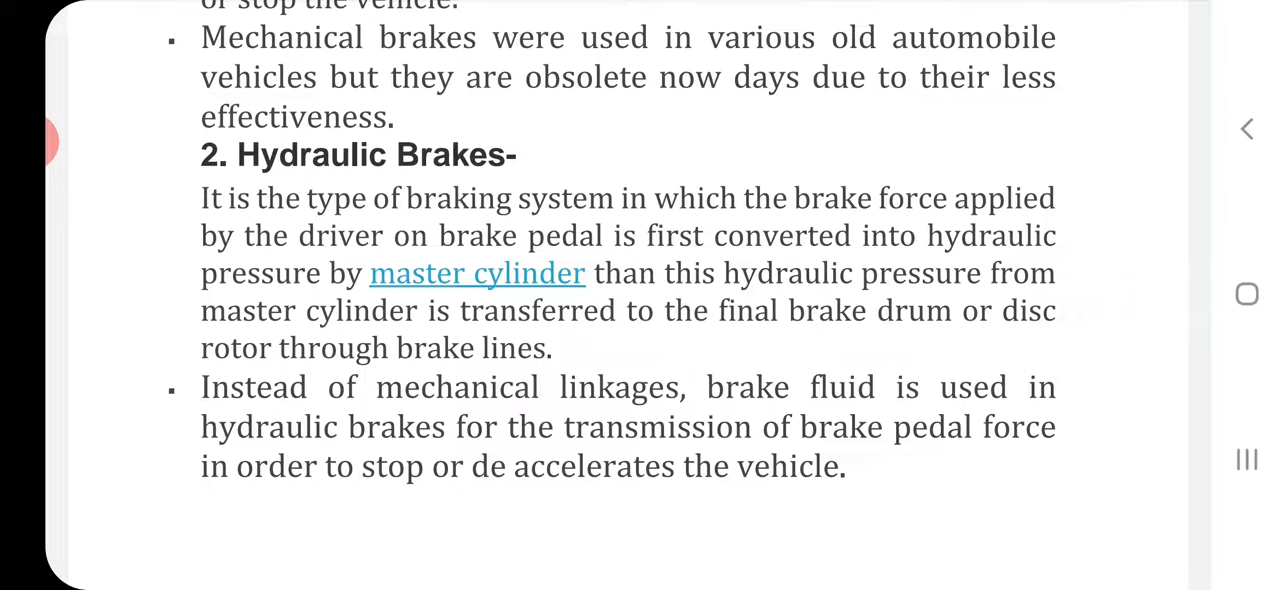 or stop the vehicle.
▪ Mechanical brakes were used in various old automobile
vehicles but they are obsolete now days due to their less
effectiveness.
2. Hydraulic Brakes-
It is the type of braking system in which the brake force applied
by the driver on brake pedal is first converted into hydraulic
pressure by master cylinder than this hydraulic pressure from
master cylinder is transferred to the final brake drum or disc
rotor through brake lines.
▪ Instead of mechanical linkages, brake fluid is used in
hydraulic brakes for the transmission of brake pedal force
in order to stop or de accelerates the vehicle.